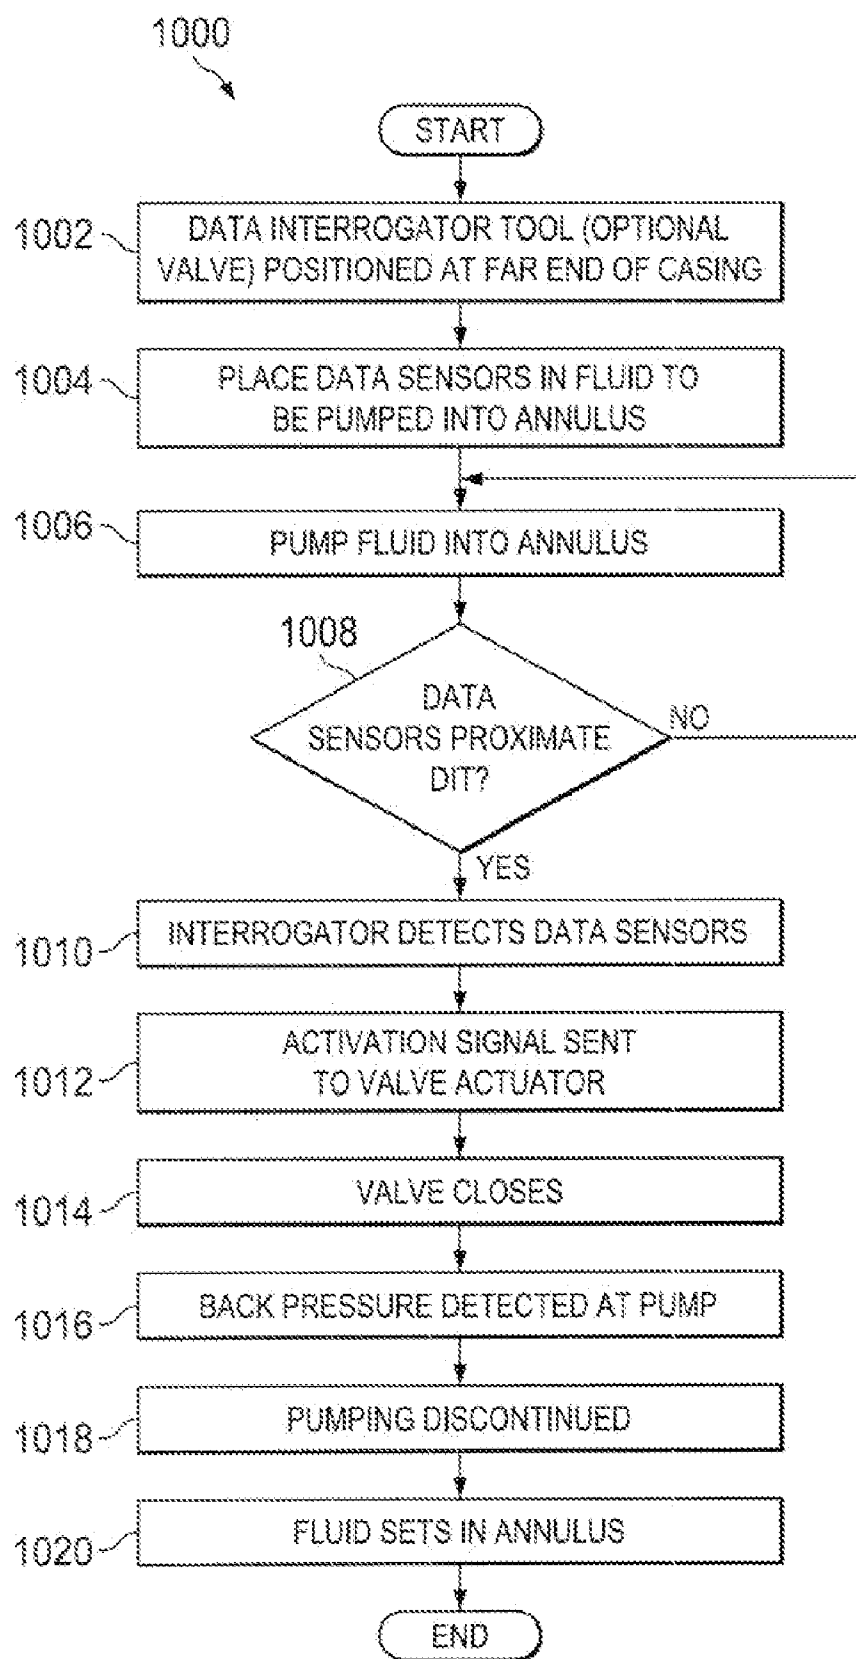 1000
START
1002
DATA INTERROGATOR TOOL (OPTIONAL
VALVE) POSITIONED AT FAR END OF CASING
1004
PLACE DATA SENSORS IN FLUID TO
BE PUMPED INTO ANNULUS
1006
PUMP FLUID INTO ANNULUS
1008
DATA
SENSORS PROXIMATE
DIT?
NO
YES
1010
INTERROGATOR DETECTS DATA SENSORS
1012
ACTIVATION SIGNAL SENT
TO VALVE ACTUATOR
1014
VALVE CLOSES
1016
BACK PRESSURE DETECTED AT PUMP
1018
PUMPING DISCONTINUED
1020
FLUID SETS IN ANNULUS
END